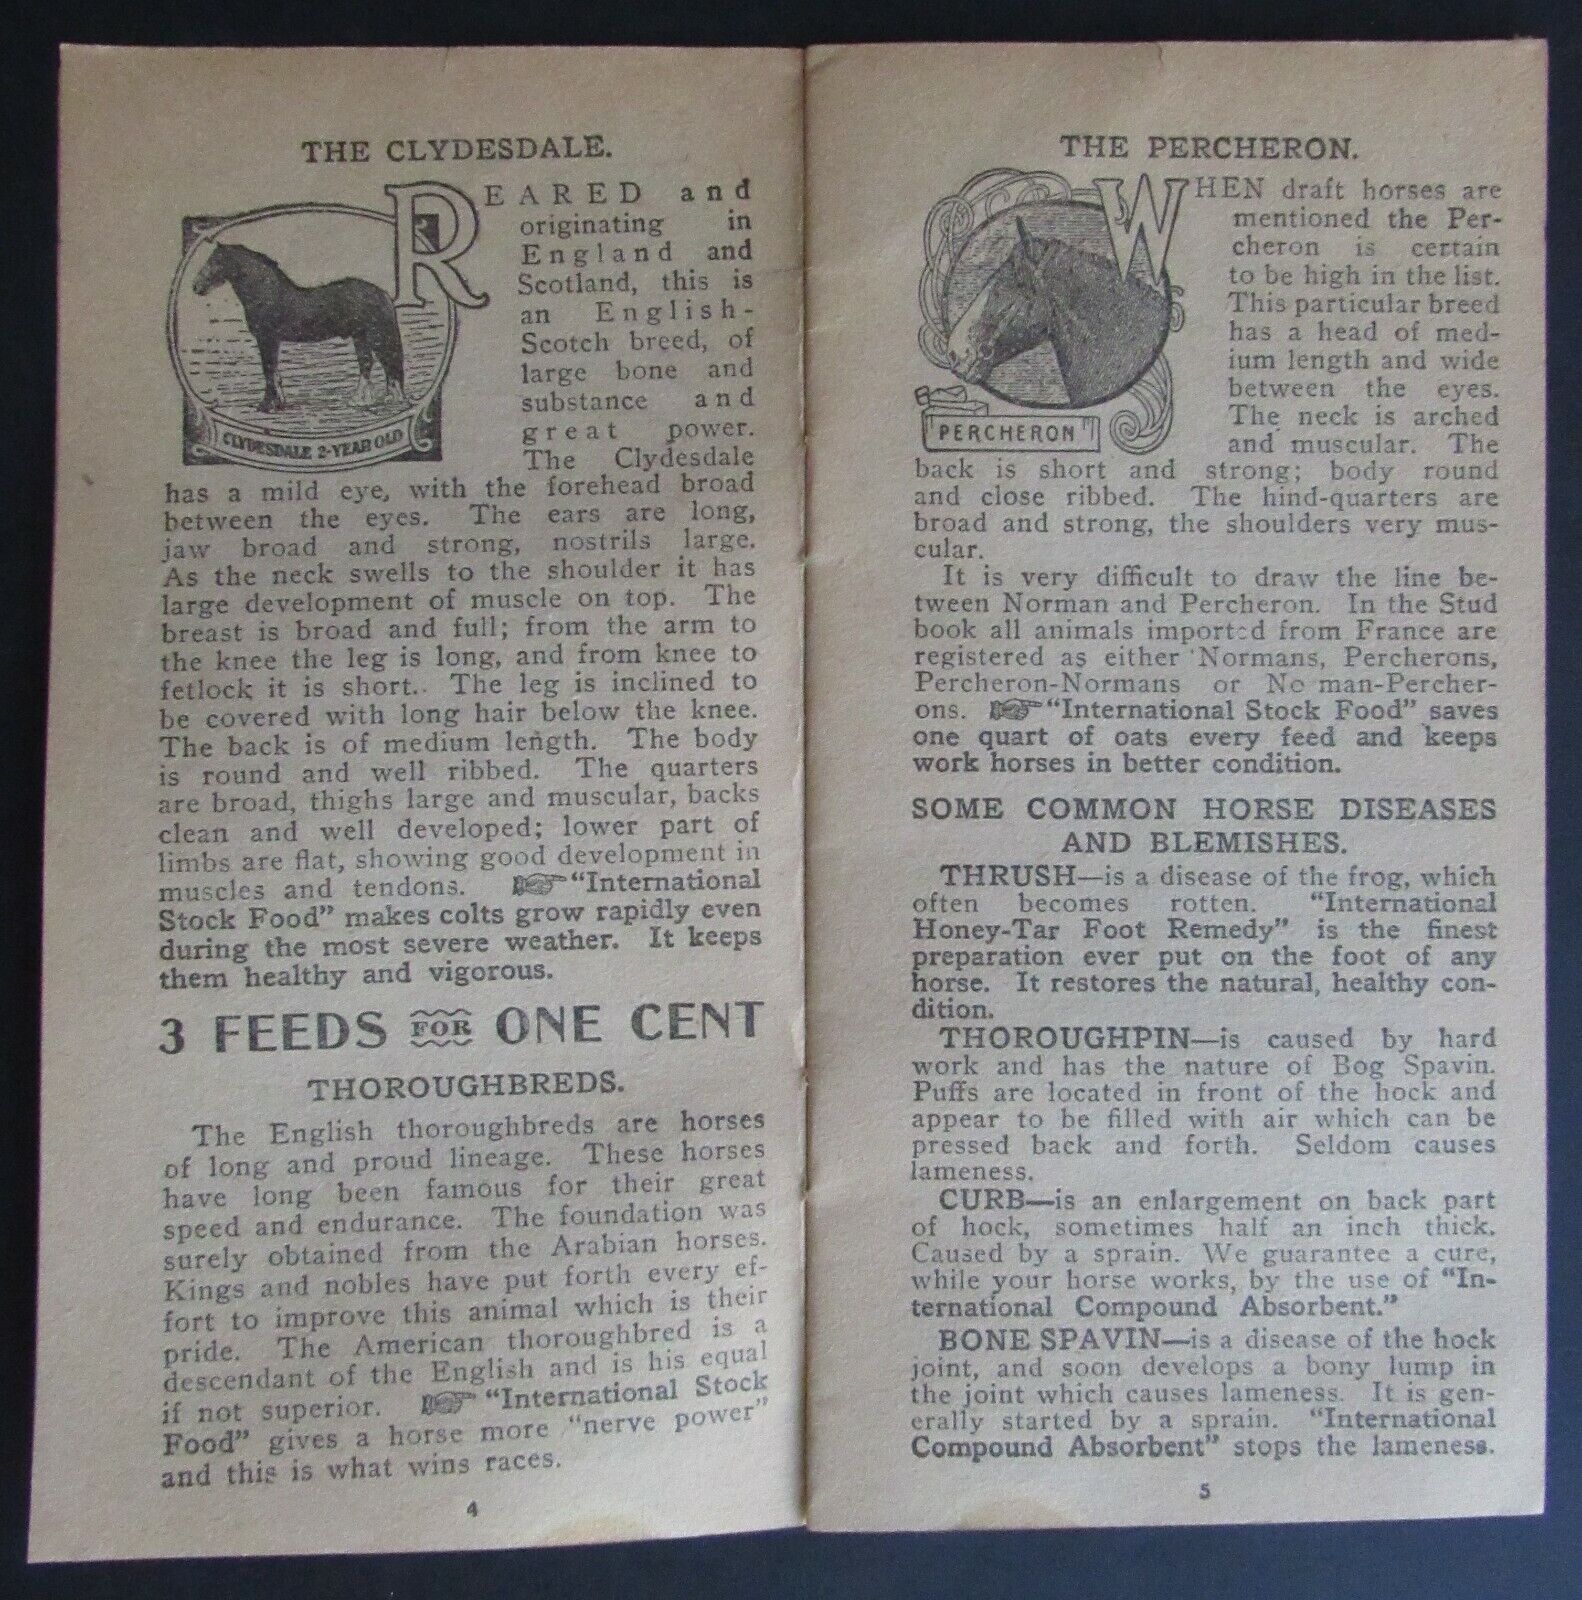 THE CLYDESDALE.
REARED and
originating in
England and
Scotland, this is
an English-
Scotch breed, of
large bone and
substance and
great power.
The Clydesdale
CLYDESDALE 2-YEAR OLD
has a mild eye, with the forehead broad
between the eyes. The ears are long,
jaw broad and strong, nostrils large.
As the neck swells to the shoulder it has
large development of muscle on top. The
breast is broad and full; from the arm to
the knee the leg is long, and from knee to
fetlock it is short. The leg is inclined to
be covered with long hair below the knee.
The back is of medium length. The body
is round and well ribbed. The quarters
are broad, thighs large and muscular, backs
clean and well developed; lower part of
limbs are flat, showing good development in
muscles and tendons. ☞ "International
Stock Food" makes colts grow rapidly even
during the most severe weather. It keeps
them healthy and vigorous.
3 FEEDS FOR ONE CENT
THOROUGHBREDS.
The English thoroughbreds are horses
of long and proud lineage. These horses
have long been famous for their great
speed and endurance. The foundation was
surely obtained from the Arabian horses.
Kings and nobles have put forth every ef-
fort to improve this animal which is their
pride. The American thoroughbred is a
descendant of the English and is his equal
if not superior. ☞ "International Stock
Food" gives a horse more "nerve power"
and this is what wins races.
4
THE PERCHERON.
WHEN draft horses are
mentioned the Per-
cheron is certain
to be high in the list.
This particular breed
has a head of med-
ium length and wide
between the eyes.
The neck is arched
and muscular. The
PERCHERON
back is short and strong; body round
and close ribbed. The hind-quarters are
broad and strong, the shoulders very mus-
cular.
It is very difficult to draw the line be-
tween Norman and Percheron. In the Stud
book all animals imported from France are
registered as either Normans, Percherons,
Percheron-Normans or No man-Percher-
ons. ☞ "International Stock Food" saves
one quart of oats every feed and keeps
work horses in better condition.
SOME COMMON HORSE DISEASES
AND BLEMISHES.
THRUSH—is a disease of the frog, which
often becomes rotten. "International
Honey-Tar Foot Remedy" is the finest
preparation ever put on the foot of any
horse. It restores the natural, healthy con-
dition.
THOROUGHPIN—is caused by hard
work and has the nature of Bog Spavin.
Puffs are located in front of the hock and
appear to be filled with air which can be
pressed back and forth. Seldom causes
lameness.
CURB—is an enlargement on back part
of hock, sometimes half an inch thick.
Caused by a sprain. We guarantee a cure,
while your horse works, by the use of "In-
ternational Compound Absorbent."
BONE SPAVIN—is a disease of the hock
joint, and soon develops a bony lump in
the joint which causes lameness. It is gen-
erally started by a sprain. "International
Compound Absorbent" stops the lameness.
5